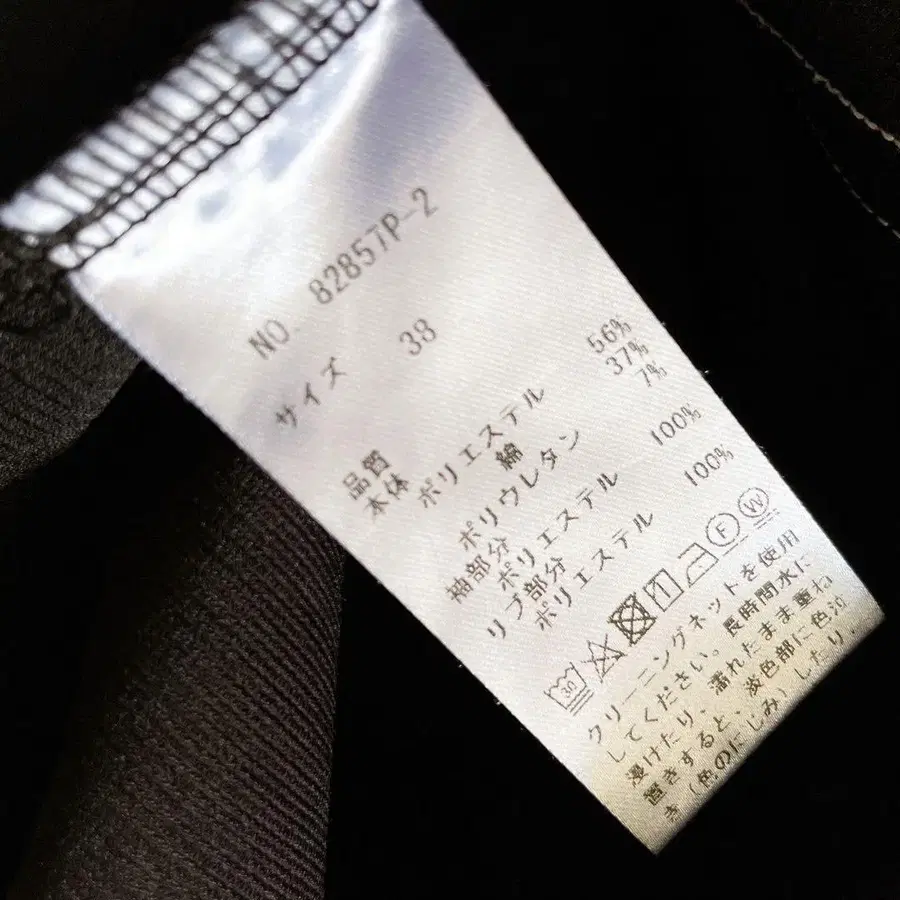 NO. 8285TP-2
サイズ 38
品質
本体 ポリエステル 56%
綿 37%
ポリウレタン 7%
袖部分
ポリエステル 100%
リブ部分
ポリエステル 100%
30 F W
クリーニングネットを使用
してください。長時間水に
浸けたり、濡れたまま重ね
置きすると、淡色部に色泣
き(色のにじみ)したり、